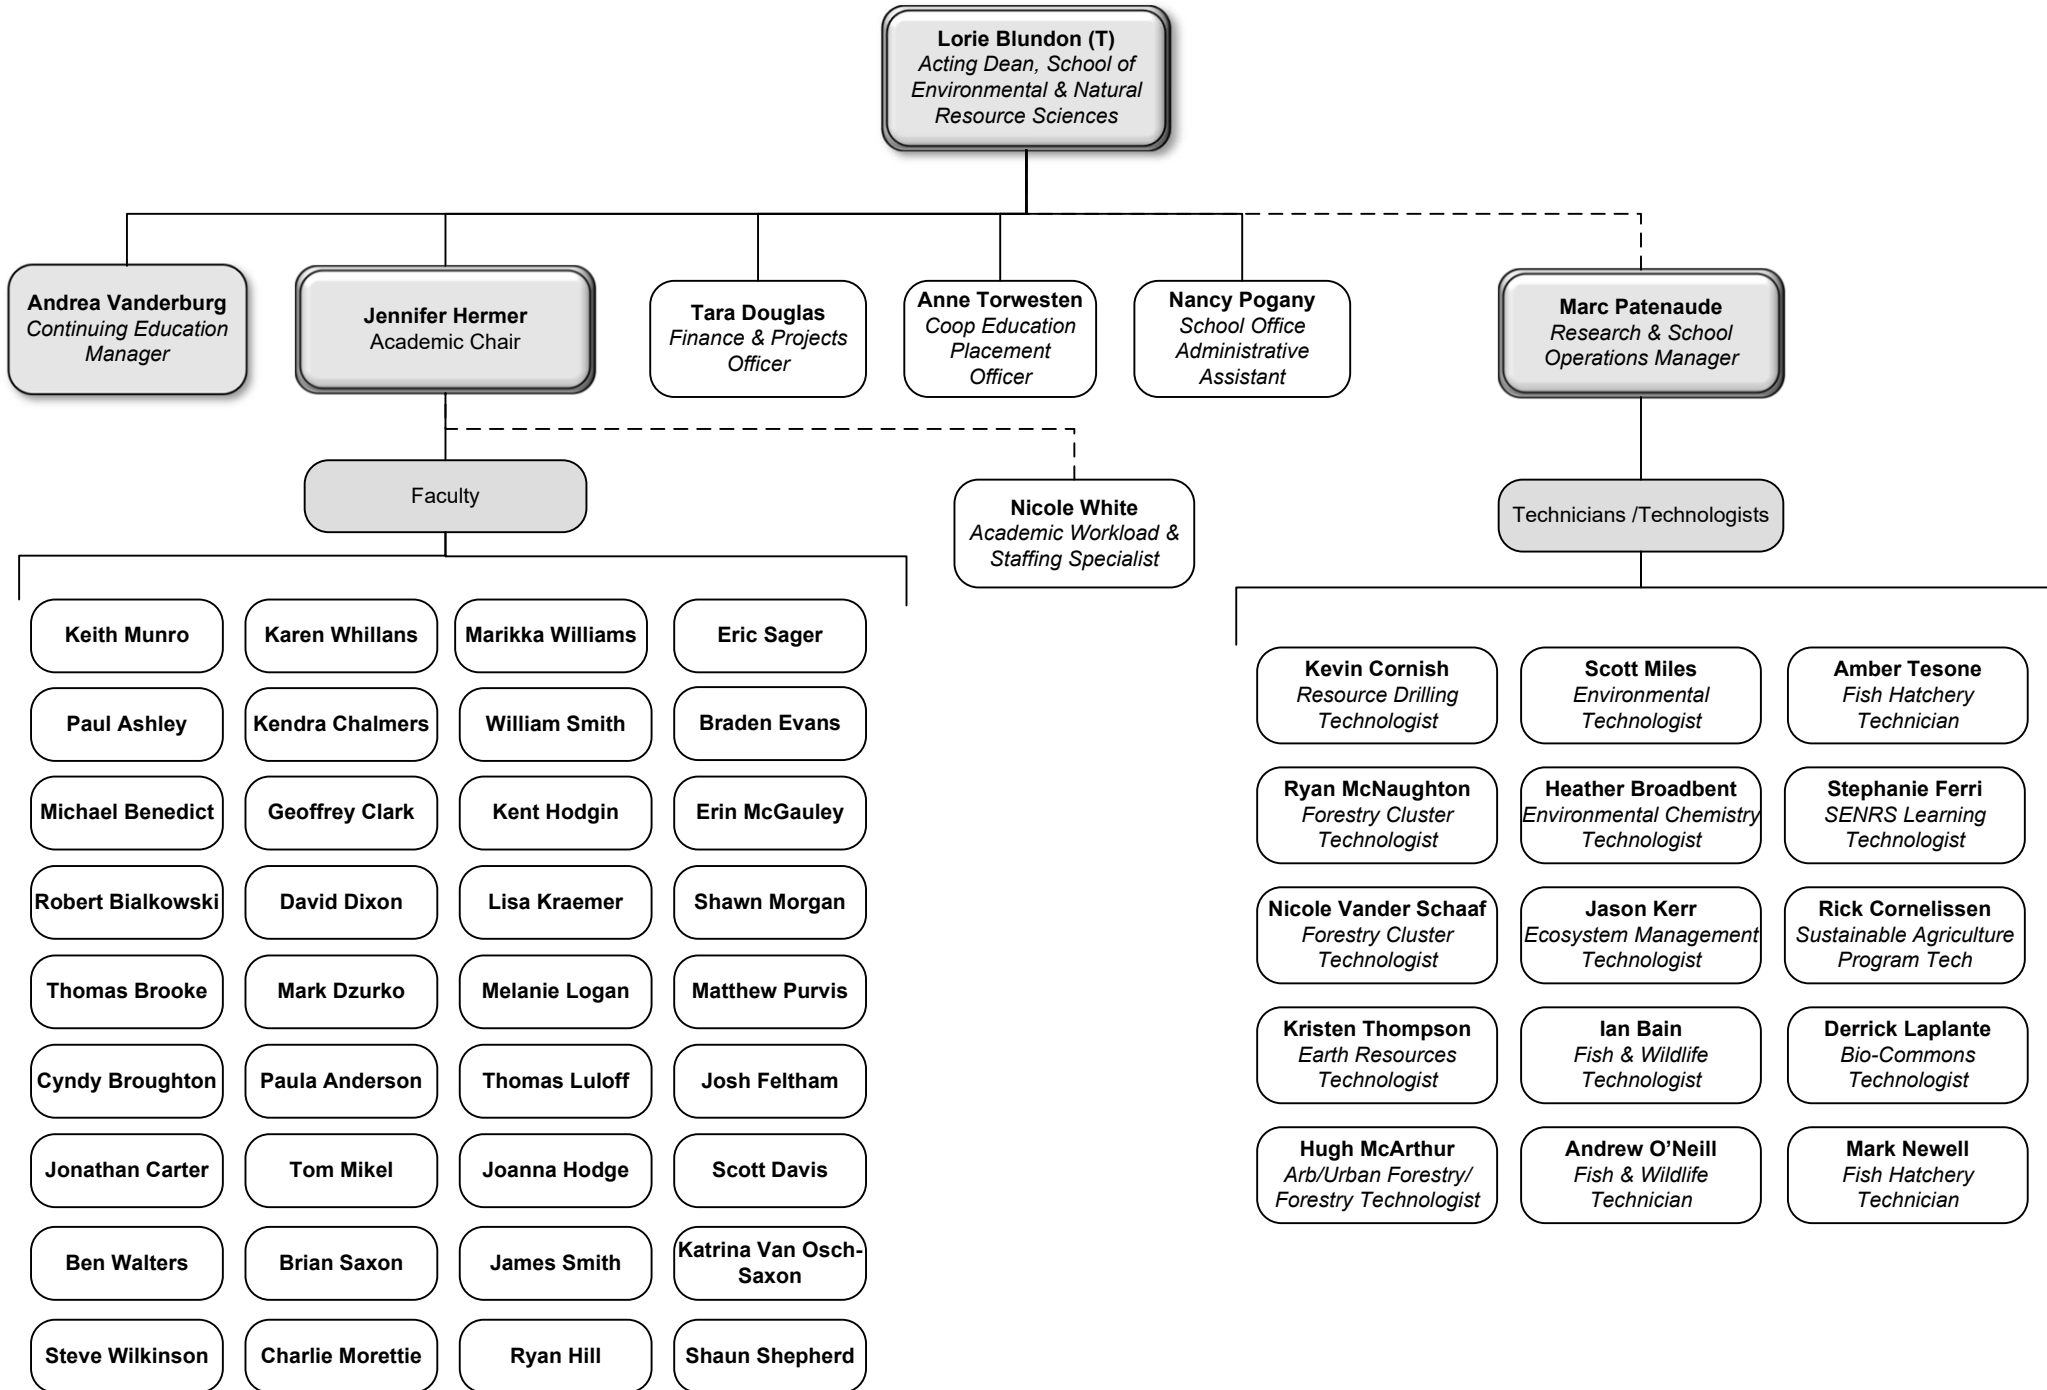 Lorie Blundon (T)
Acting Dean, School of
Environmental & Natural
Resource Sciences
Andrea Vanderburg
Continuing Education
Manager
Jennifer Hermer
Academic Chair
Tara Douglas
Finance & Projects
Officer
Anne Torwesten
Coop Education
Placement
Officer
Nancy Pogany
School Office
Administrative
Assistant
Marc Patenaude
Research & School
Operations Manager
Faculty
Nicole White
Academic Workload &
Staffing Specialist
Technicians /Technologists
Keith Munro
Karen Whillans
Marikka Williams
Eric Sager
Paul Ashley
Kendra Chalmers
William Smith
Braden Evans
Michael Benedict
Geoffrey Clark
Kent Hodgin
Erin McGauley
Robert Bialkowski
David Dixon
Lisa Kraemer
Shawn Morgan
Thomas Brooke
Mark Dzurko
Melanie Logan
Matthew Purvis
Cyndy Broughton
Paula Anderson
Thomas Luloff
Josh Feltham
Jonathan Carter
Tom Mikel
Joanna Hodge
Scott Davis
Ben Walters
Brian Saxon
James Smith
Katrina Van Osch-
Saxon
Steve Wilkinson
Charlie Morettie
Ryan Hill
Shaun Shepherd
Kevin Cornish
Resource Drilling
Technologist
Scott Miles
Environmental
Technologist
Amber Tesone
Fish Hatchery
Technician
Ryan McNaughton
Forestry Cluster
Technologist
Heather Broadbent
Environmental Chemistry
Technologist
Stephanie Ferri
SENRS Learning
Technologist
Nicole Vander Schaaf
Forestry Cluster
Technologist
Jason Kerr
Ecosystem Management
Technologist
Rick Cornelissen
Sustainable Agriculture
Program Tech
Kristen Thompson
Earth Resources
Technologist
Ian Bain
Fish & Wildlife
Technologist
Derrick Laplante
Bio-Commons
Technologist
Hugh McArthur
Arb/Urban Forestry/
Forestry Technologist
Andrew O’Neill
Fish & Wildlife
Technician
Mark Newell
Fish Hatchery
Technician